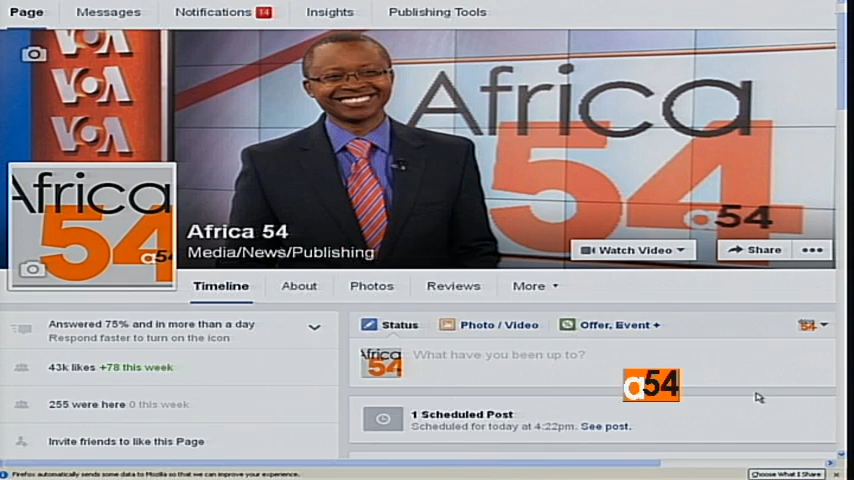 Page Messages Notifications 14 Insights Publishing Tools
VOA
VOA
VOA
Africa
54
a54
Africa
54
a54
Africa 54
Media/News/Publishing
Watch Video Share
Timeline About Photos Reviews More
Answered 75% and in more than a day
Respond faster to turn on the icon
43k likes +78 this week
255 were here 0 this week
Invite friends to like this Page
Status Photo / Video Offer, Event +
54
Africa
54
What have you been up to?
a54
1 Scheduled Post
Scheduled for today at 4:22pm. See post.
Firefox automatically sends some data to Mozilla so that we can improve your experience. Choose What I Share